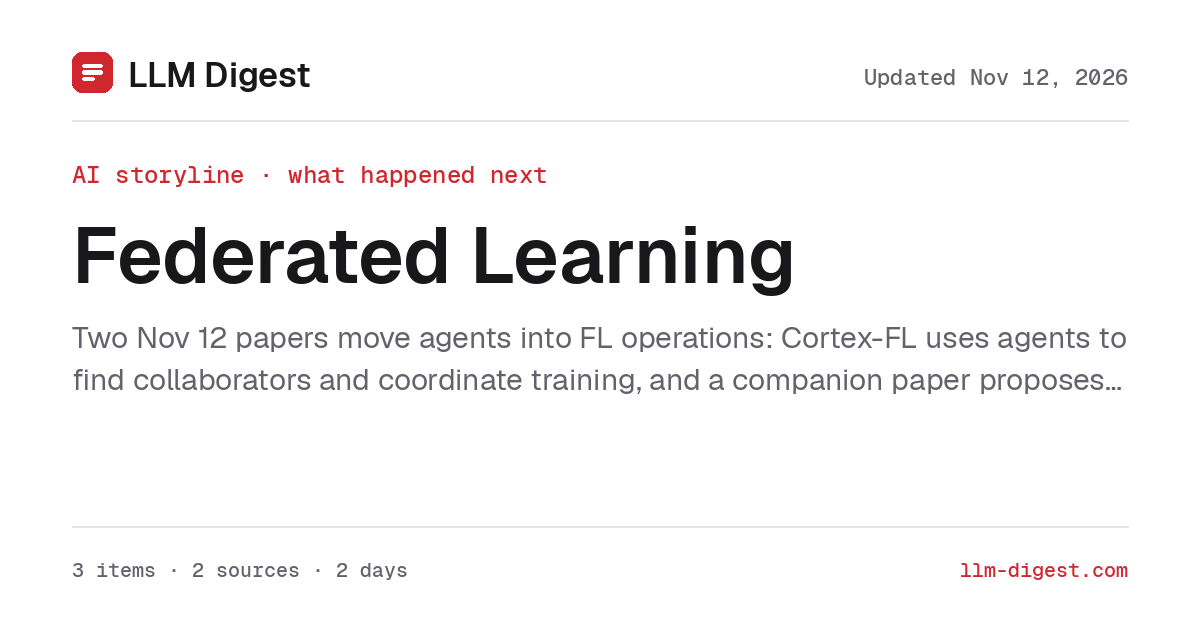 LLM Digest
Updated Nov 12, 2026
AI storyline · what happened next
Federated Learning
Two Nov 12 papers move agents into FL operations: Cortex-FL uses agents to
find collaborators and coordinate training, and a companion paper proposes…
3 items · 2 sources · 2 days
llm-digest.com